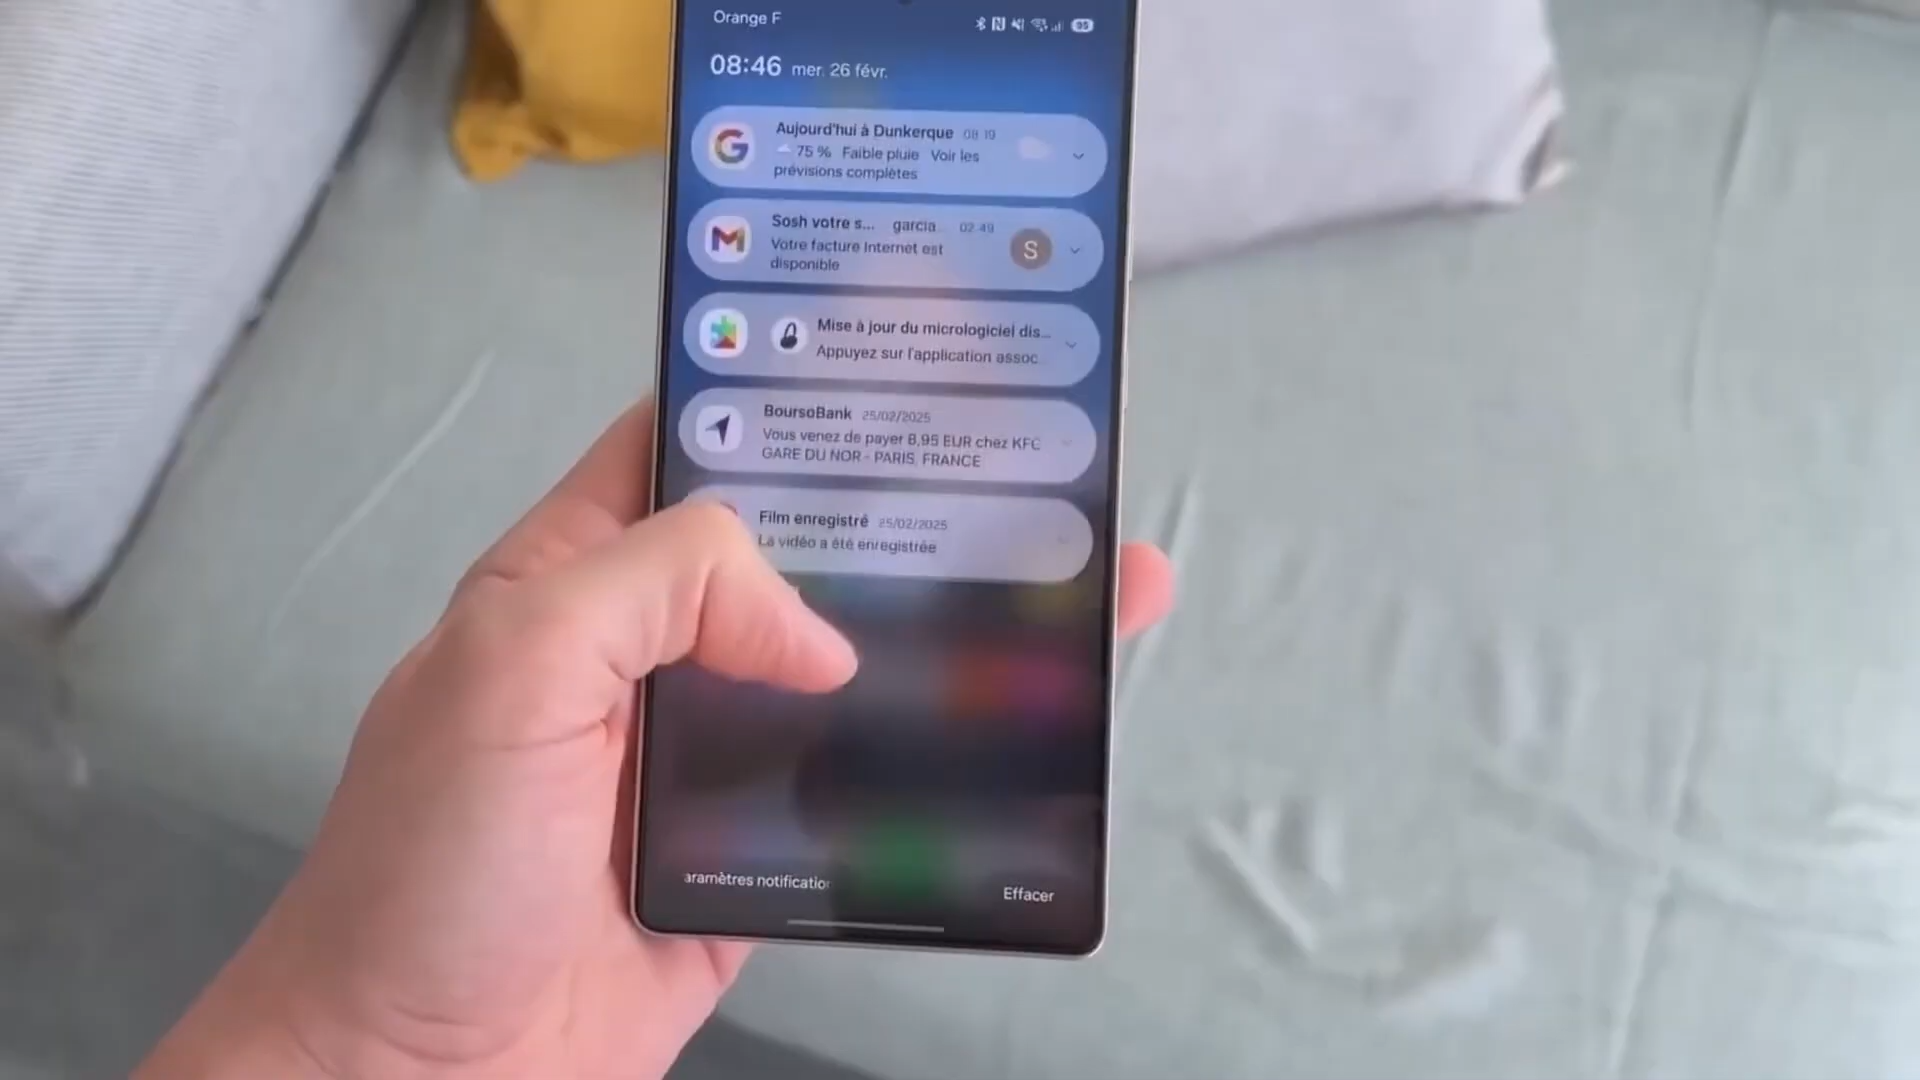 Orange F
95
08:46 mer. 26 févr.
Aujourd'hui à Dunkerque 08:19
75 % Faible pluie Voir les
prévisions complètes
Sosh votre s... garcia 02:49
Votre facture Internet est
disponible
S
Mise à jour du micrologiciel dis...
Appuyez sur l'application assoc...
BoursoBank 25/02/2025
Vous venez de payer 8,95 EUR chez KFC
GARE DU NOR - PARIS, FRANCE
Film enregistré 25/02/2025
La vidéo a été enregistrée
aramètres notification
Effacer